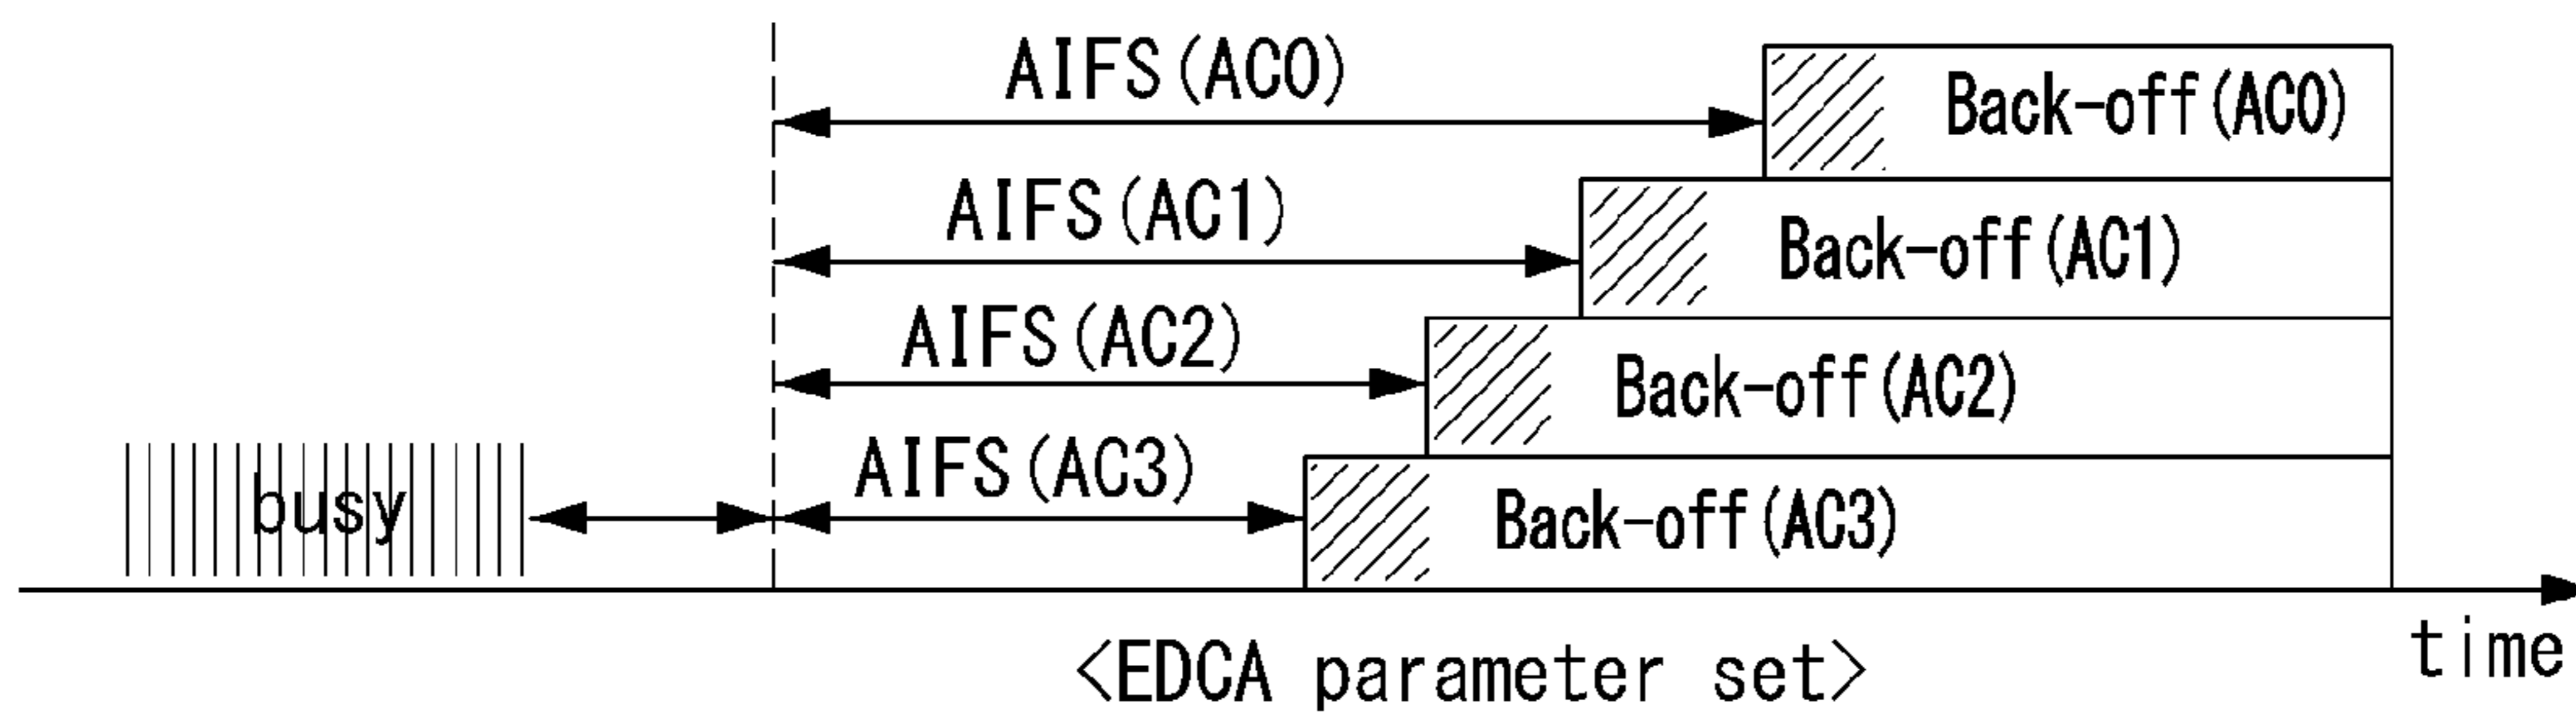 AIFS(AC0)
Back-off(AC0)
AIFS(AC1)
Back-off(AC1)
AIFS(AC2)
Back-off(AC2)
AIFS(AC3)
busy
Back-off(AC3)
time
<EDCA parameter set>